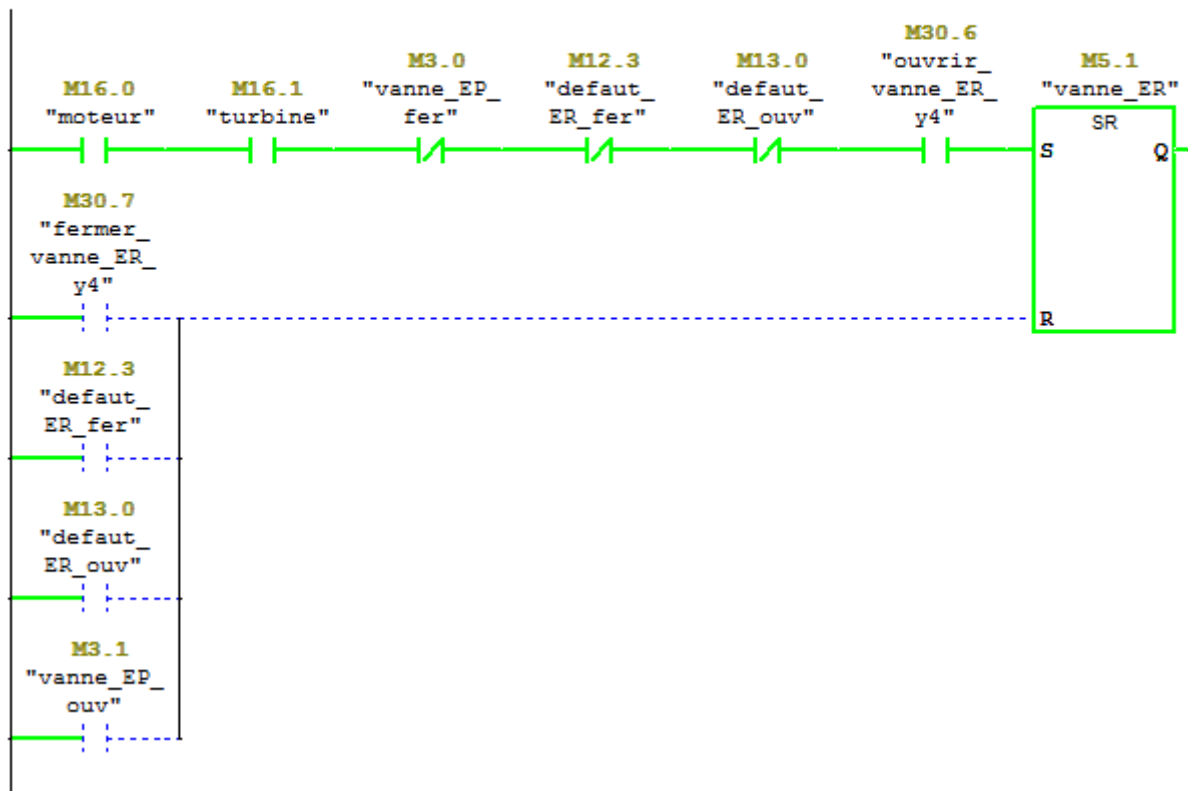 M16.0
"moteur"
M16.1
"turbine"
M3.0
"vanne_EP_
fer"
M12.3
"defaut_
ER_fer"
M13.0
"defaut_
ER_ouv"
M30.6
"ouvrir_
vanne_ER_
y4"
M5.1
"vanne_ER"
SR
S
Q
M30.7
"fermer_
vanne_ER_
y4"
R
M12.3
"defaut_
ER_fer"
M13.0
"defaut_
ER_ouv"
M3.1
"vanne_EP_
ouv"